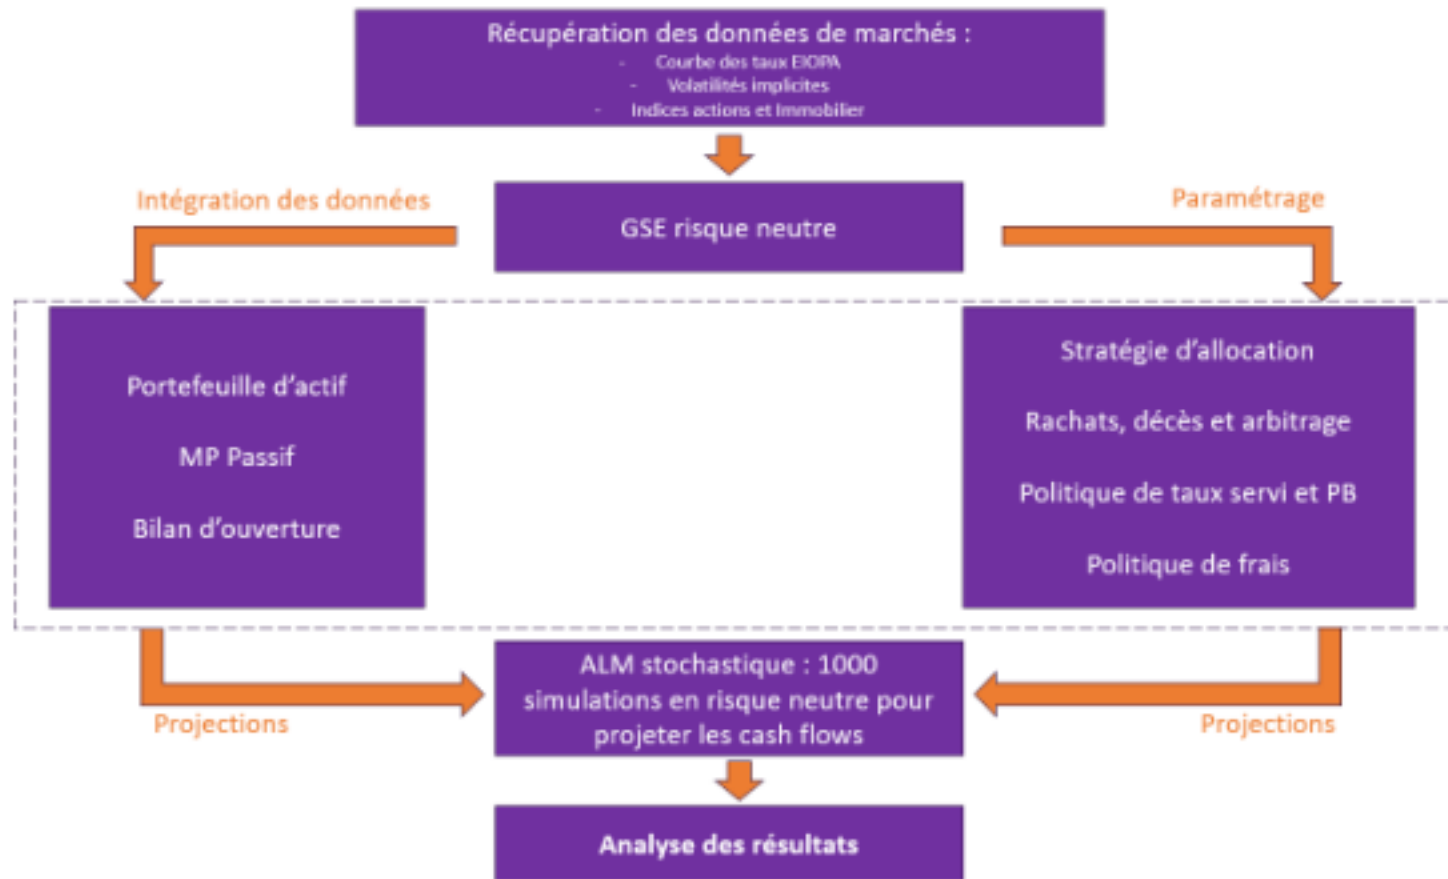 Récupération des données de marchés :
- Courbe des taux EIOPA
- Volatilités implicites
- Indices actions et Immobilier
Intégration des données
GSE risque neutre
Paramétrage
Portefeuille d'actif
MP Passif
Bilan d'ouverture
Stratégie d'allocation
Rachats, décès et arbitrage
Politique de taux servi et PB
Politique de frais
ALM stochastique : 1000
simulations en risque neutre pour
projeter les cash flows
Projections
Projections
Analyse des résultats